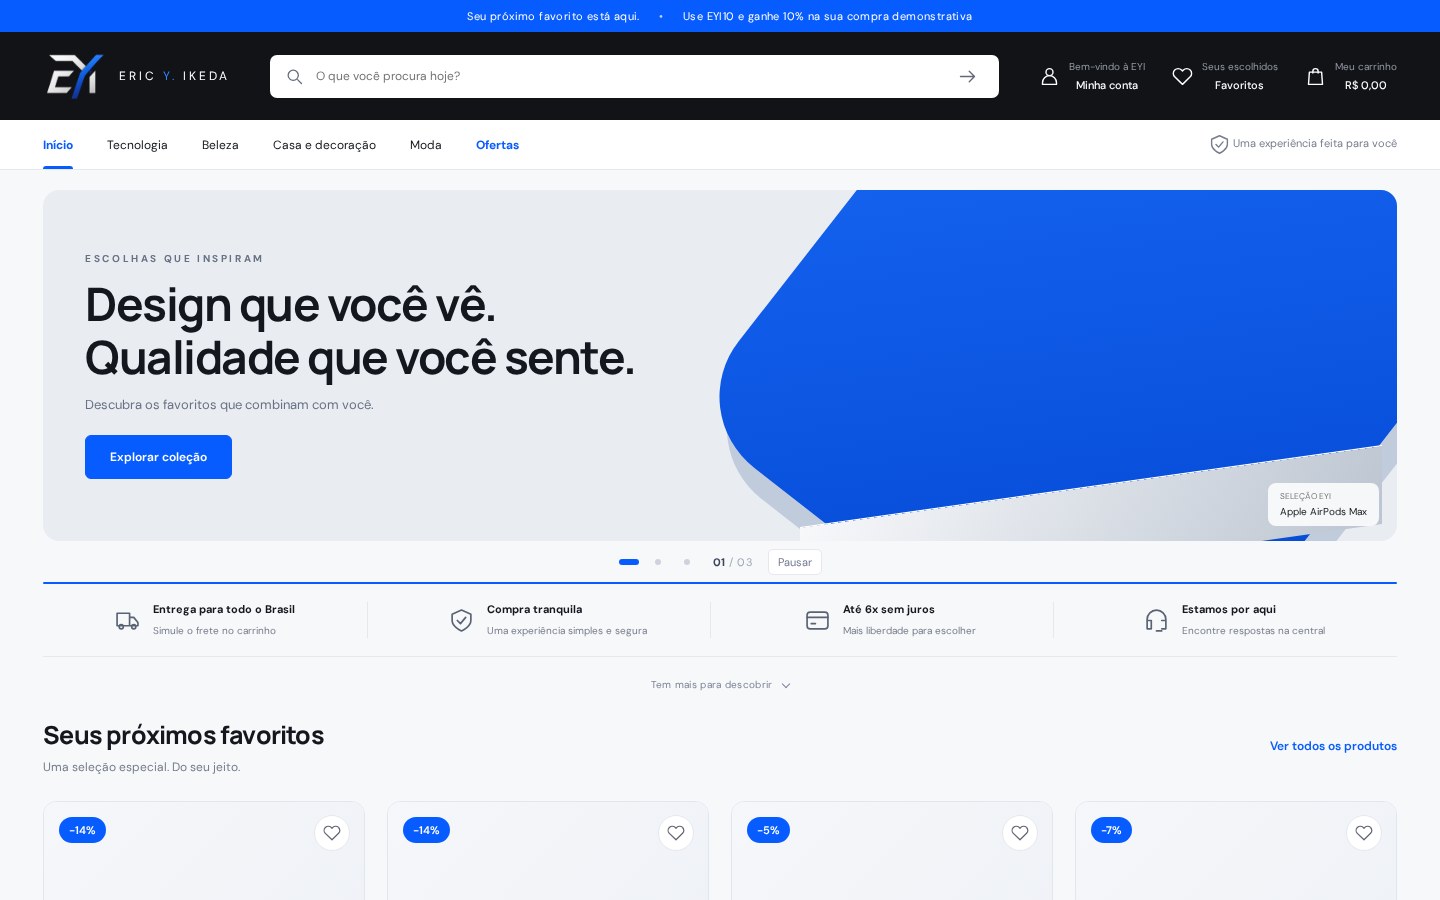 Seu próximo favorito está aqui. • Use EYI10 e ganhe 10% na sua compra demonstrativa
EYI ERIC Y. IKEDA
O que você procura hoje?
Bem-vindo à EYI
Minha conta
Seus escolhidos
Favoritos
Meu carrinho
R$ 0,00
Início
Tecnologia
Beleza
Casa e decoração
Moda
Ofertas
Uma experiência feita para você
ESCOLHAS QUE INSPIRAM
Design que você vê.
Qualidade que você sente.
Descubra os favoritos que combinam com você.
Explorar coleção
SELEÇÃO EYI
Apple AirPods Max
01 / 03
Pausar
Entrega para todo o Brasil
Simule o frete no carrinho
Compra tranquila
Uma experiência simples e segura
Até 6x sem juros
Mais liberdade para escolher
Estamos por aqui
Encontre respostas na central
Tem mais para descobrir
Seus próximos favoritos
Uma seleção especial. Do seu jeito.
Ver todos os produtos
-14%
-14%
-5%
-7%